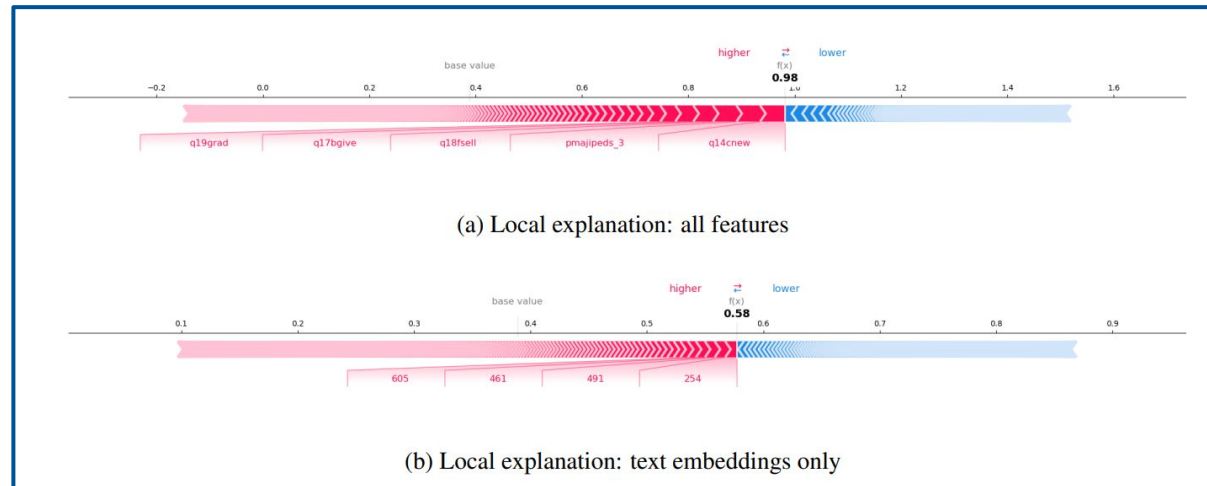 higher ⇄ lower
base value f(x)
0.98
−0.2 0.0 0.2 0.4 0.6 0.8 1.0 1.2 1.4 1.6
q19grad q17bgive q18fsell pmajipeds_3 q14cnew
(a) Local explanation: all features
higher ⇄ lower
base value f(x)
0.58
0.1 0.2 0.3 0.4 0.5 0.6 0.7 0.8 0.9
605 461 491 254
(b) Local explanation: text embeddings only